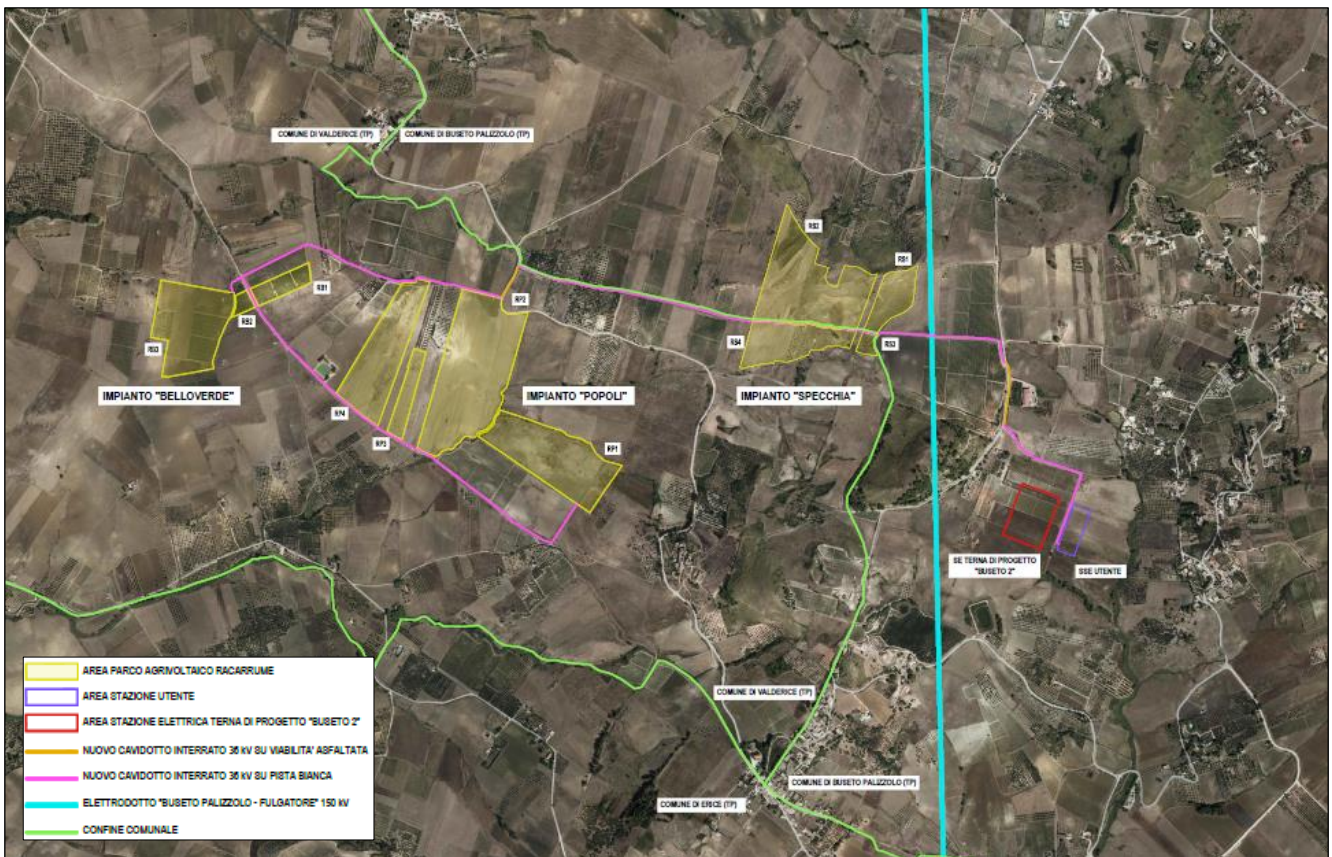 COMUNE DI VALDERICE (TP)
COMUNE DI BUSETO PALIZZOLO (TP)
RS2
RS1
RB1
RP2
RB2
RB3
RS4
RS3
IMPIANTO "BELLOVERDE"
IMPIANTO "POPOLI"
IMPIANTO "SPECCHIA"
RP4
RP3
RP1
SE TERNA DI PROGETTO
"BUSETO 2"
SSE UTENTE
AREA PARCO AGRIVOLTAICO RACARRUME
AREA STAZIONE UTENTE
AREA STAZIONE ELETTRICA TERNA DI PROGETTO "BUSETO 2"
NUOVO CAVIDOTTO INTERRATO 36 kV SU VIABILITA' ASFALTATA
NUOVO CAVIDOTTO INTERRATO 36 kV SU PISTA BIANCA
ELETTRODOTTO "BUSETO PALIZZOLO - FULGATORE" 150 kV
CONFINE COMUNALE
COMUNE DI VALDERICE (TP)
COMUNE DI BUSETO PALIZZOLO (TP)
COMUNE DI ERICE (TP)